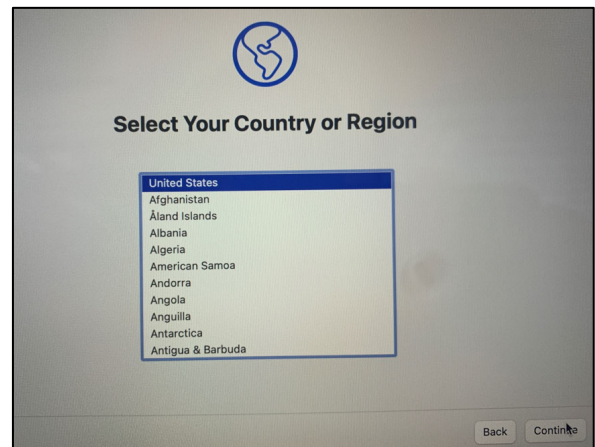 Select Your Country or Region
United States
Afghanistan
Åland Islands
Albania
Algeria
American Samoa
Andorra
Angola
Anguilla
Antarctica
Antigua & Barbuda
Back Continue